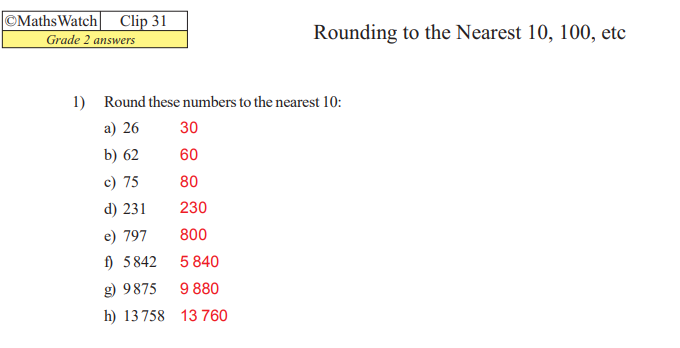 ©MathsWatch Clip 31
Grade 2 answers
Rounding to the Nearest 10, 100, etc
1) Round these numbers to the nearest 10:
a) 26 30
b) 62 60
c) 75 80
d) 231 230
e) 797 800
f) 5 842 5 840
g) 9 875 9 880
h) 13 758 13 760